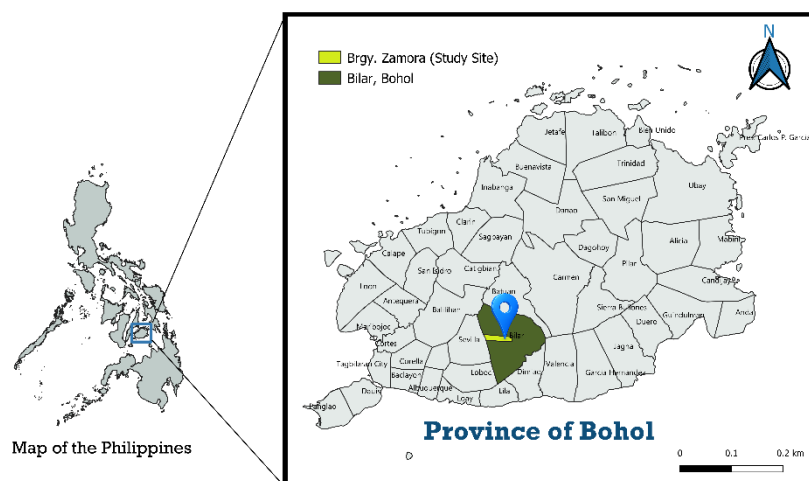 N
Brgy. Zamora (Study Site)
Bilar, Bohol
Jetafe
Talibon
Bien Unido
Pres. Carlos P. Garcia
Buenavista
Trinidad
Inabanga
Ubay
San Miguel
Danao
Clarin
Tubigon
Sagbayan
Dagohoy
Alicia
Mabini
Calape
San Isidro
Catigbian
Carmen
Pilar
Candijay
Loon
Antequera
Batuan
Balilihan
Sierra Bullones
Guindulman
Anda
Maribojoc
Duero
Cortes
Sevilla
Bilar
Jagna
Tagbilaran City
Corella
Loboc
Dimiao
Valencia
Garcia Hernandez
Baclayon
Panglao
Dauis
Alburquerque
Loay
Lila
Province of Bohol
Map of the Philippines
0 0.1 0.2 km